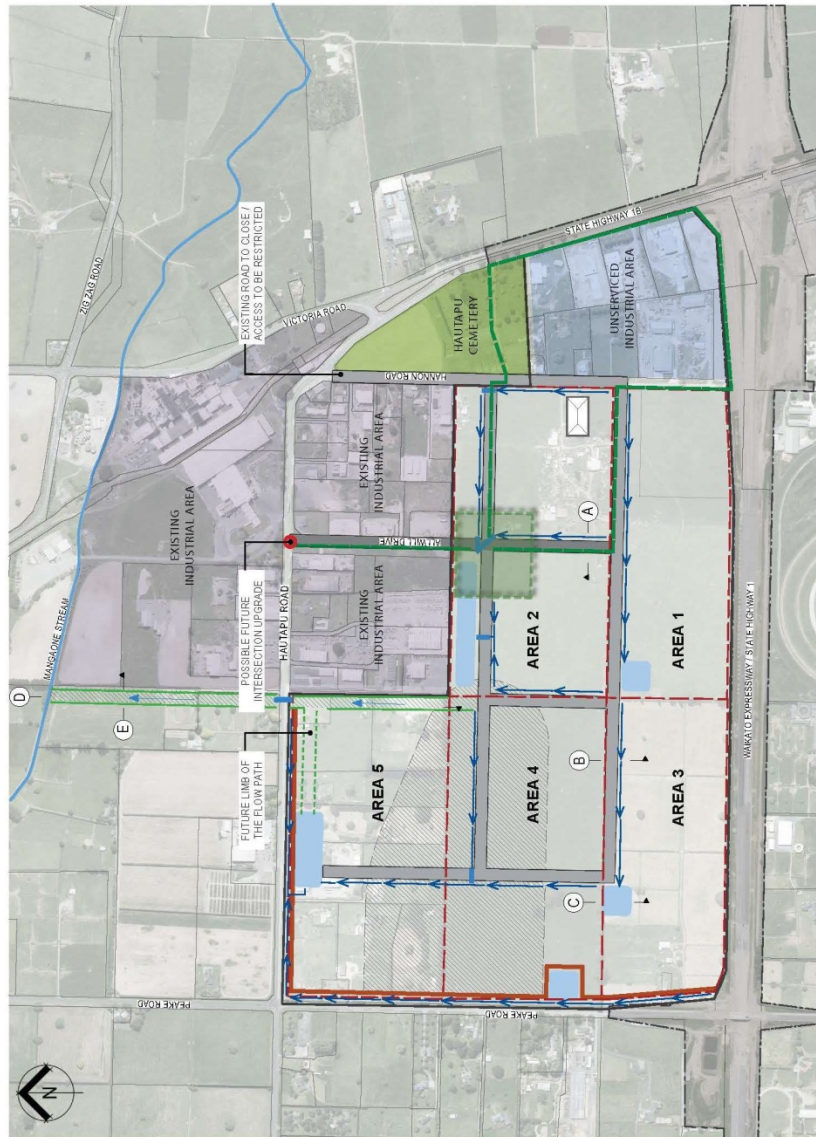 ZIG ZAG ROAD
MANGAONE STREAM
EXISTING ROAD TO CLOSE /
ACCESS TO BE RESTRICTED
VICTORIA ROAD
STATE HIGHWAY 1B
EXISTING
INDUSTRIAL AREA
HANNON ROAD
HAUTAPU
CEMETERY
UNSERVICED
INDUSTRIAL AREA
EXISTING
INDUSTRIAL AREA
POSSIBLE FUTURE
INTERSECTION UPGRADE
HAUTAPU ROAD
ALLWILL DRIVE
A
EXISTING
INDUSTRIAL AREA
AREA 2
AREA 1
D
E
FUTURE LIMB OF
THE FLOW PATH
AREA 5
AREA 4
B
AREA 3
C
WAIKATO EXPRESSWAY / STATE HIGHWAY 1
PEAKE ROAD
PEAKE ROAD
N